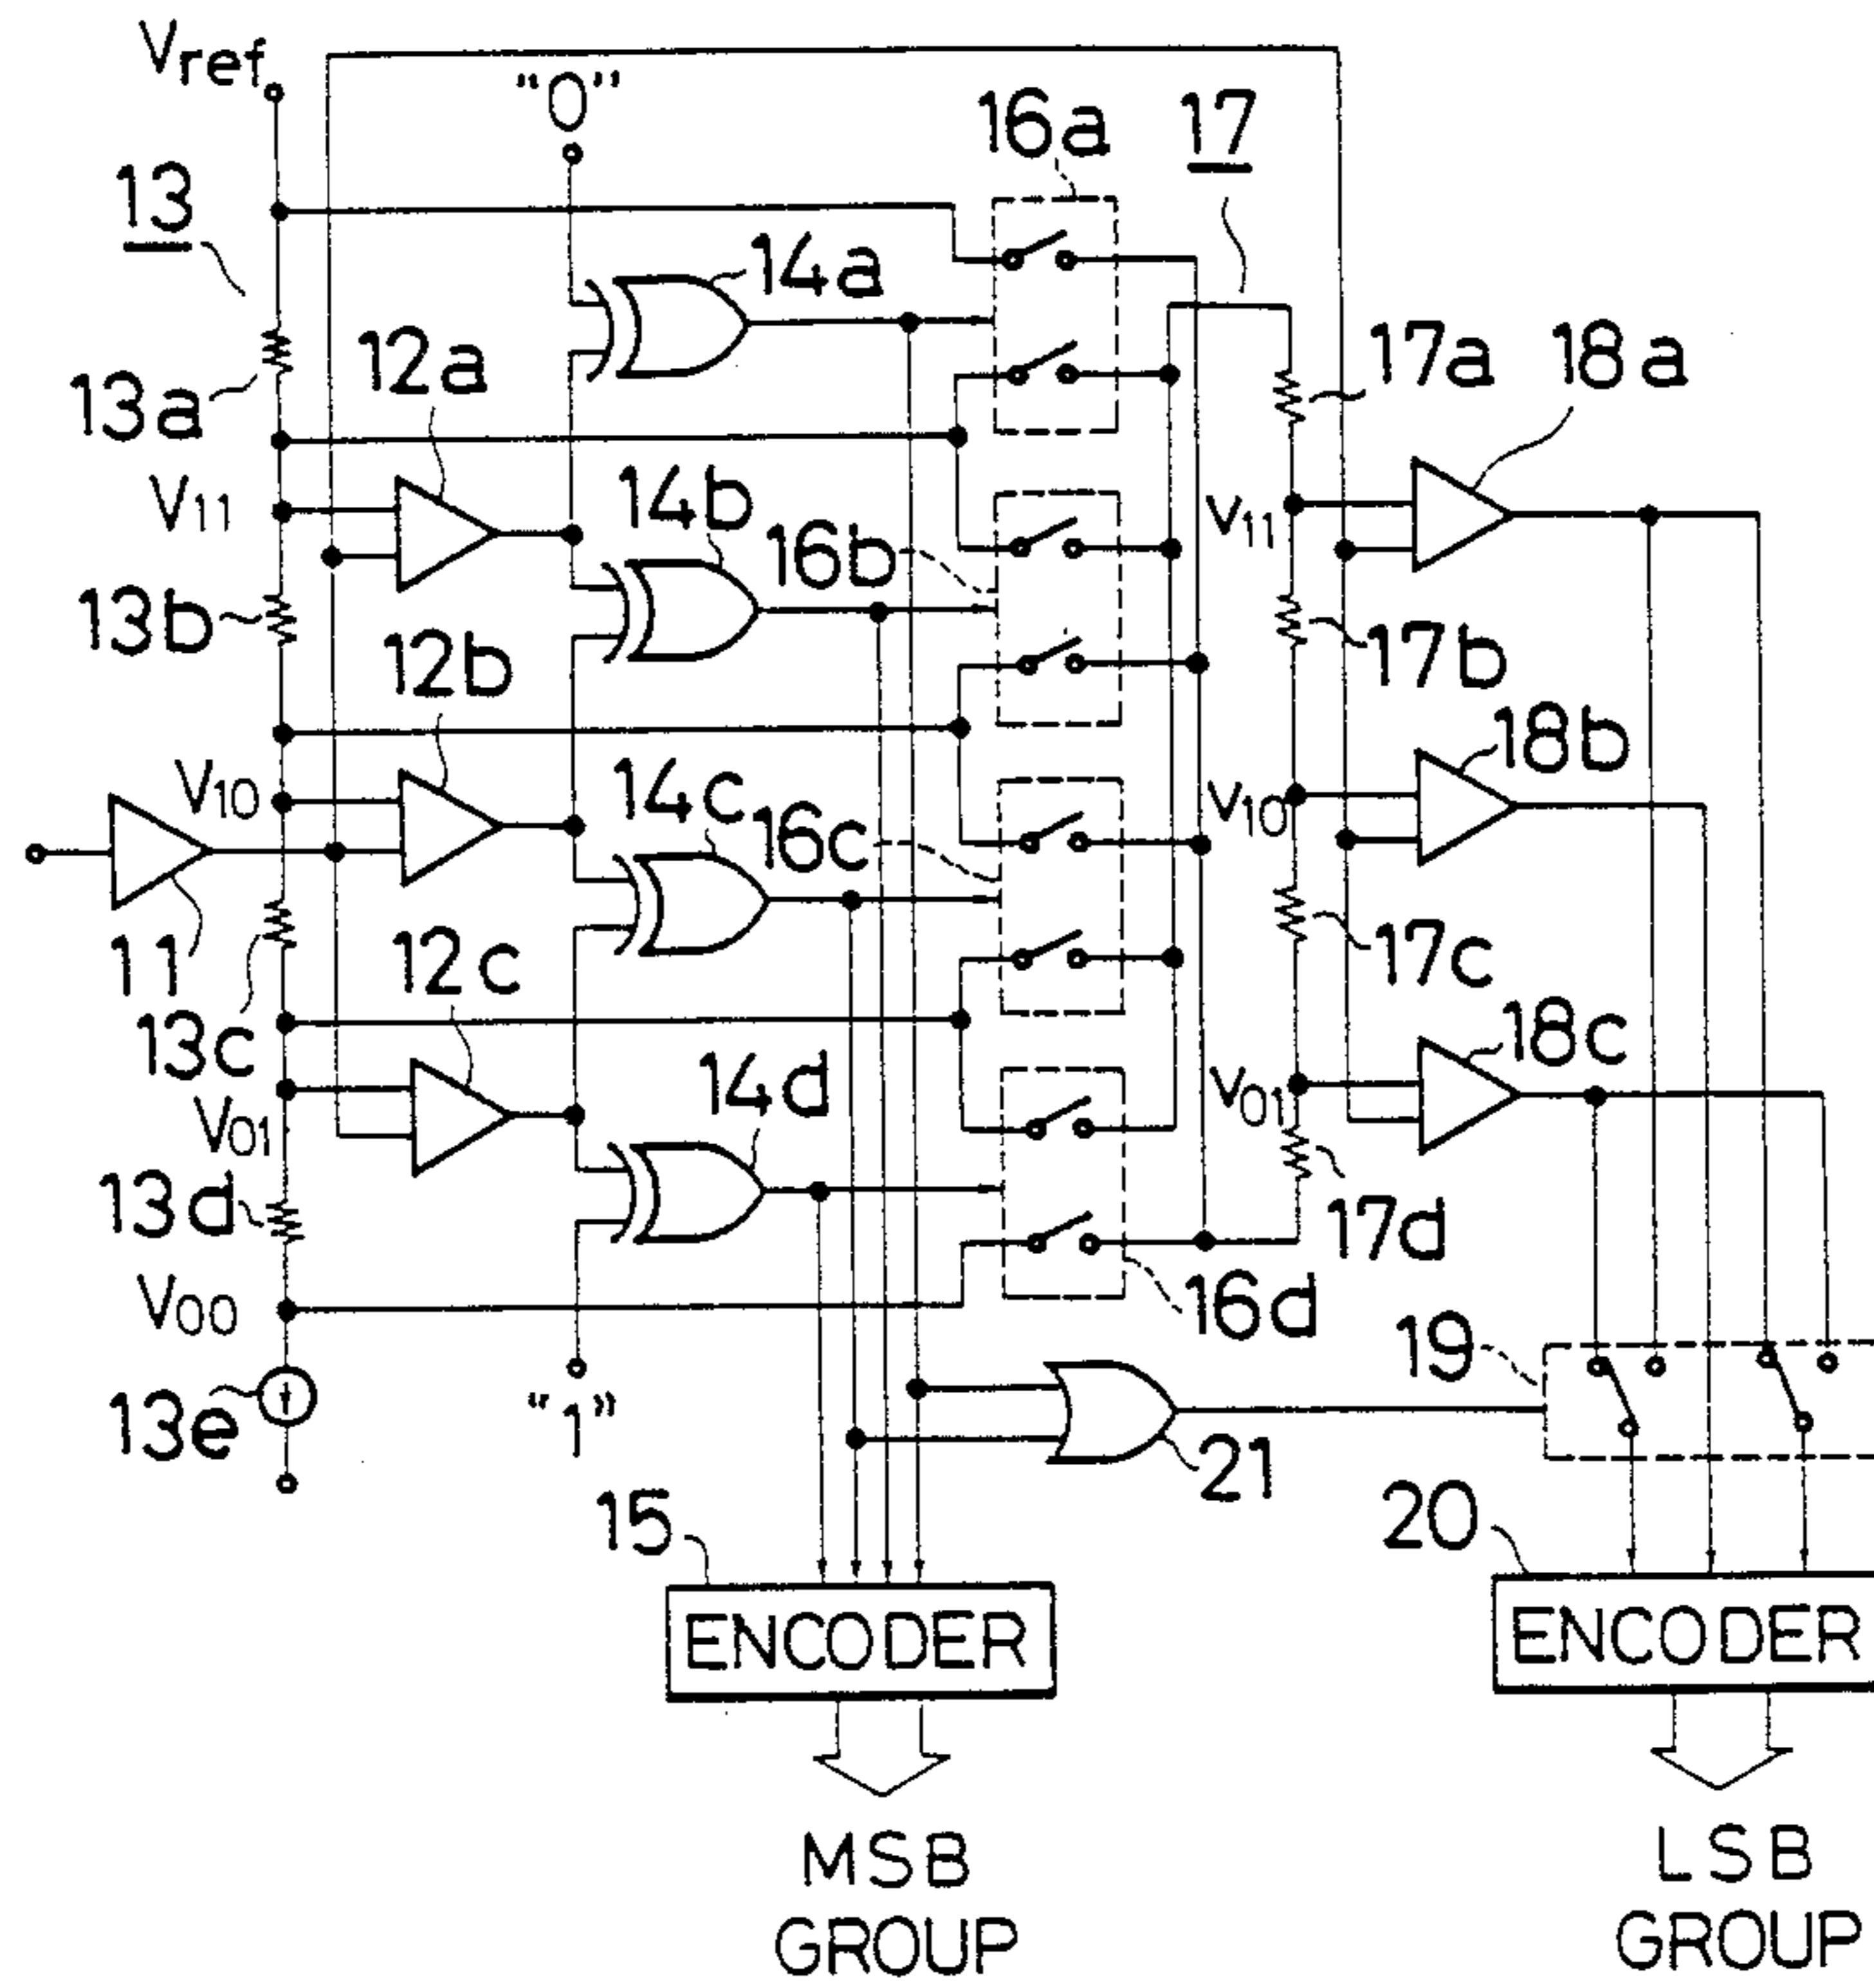 Vref
"0"
16a
17
13
14a
12a
17a
18a
13a
V11
14b
16b
v11
13b
12b
17b
18b
V10
14c
16c
v10
11
12c
17c
13c
18c
14d
v01
V01
13d
17d
V00
16d
19
13e
"1"
21
15
20
ENCODER
ENCODER
MSB
GROUP
LSB
GROUP